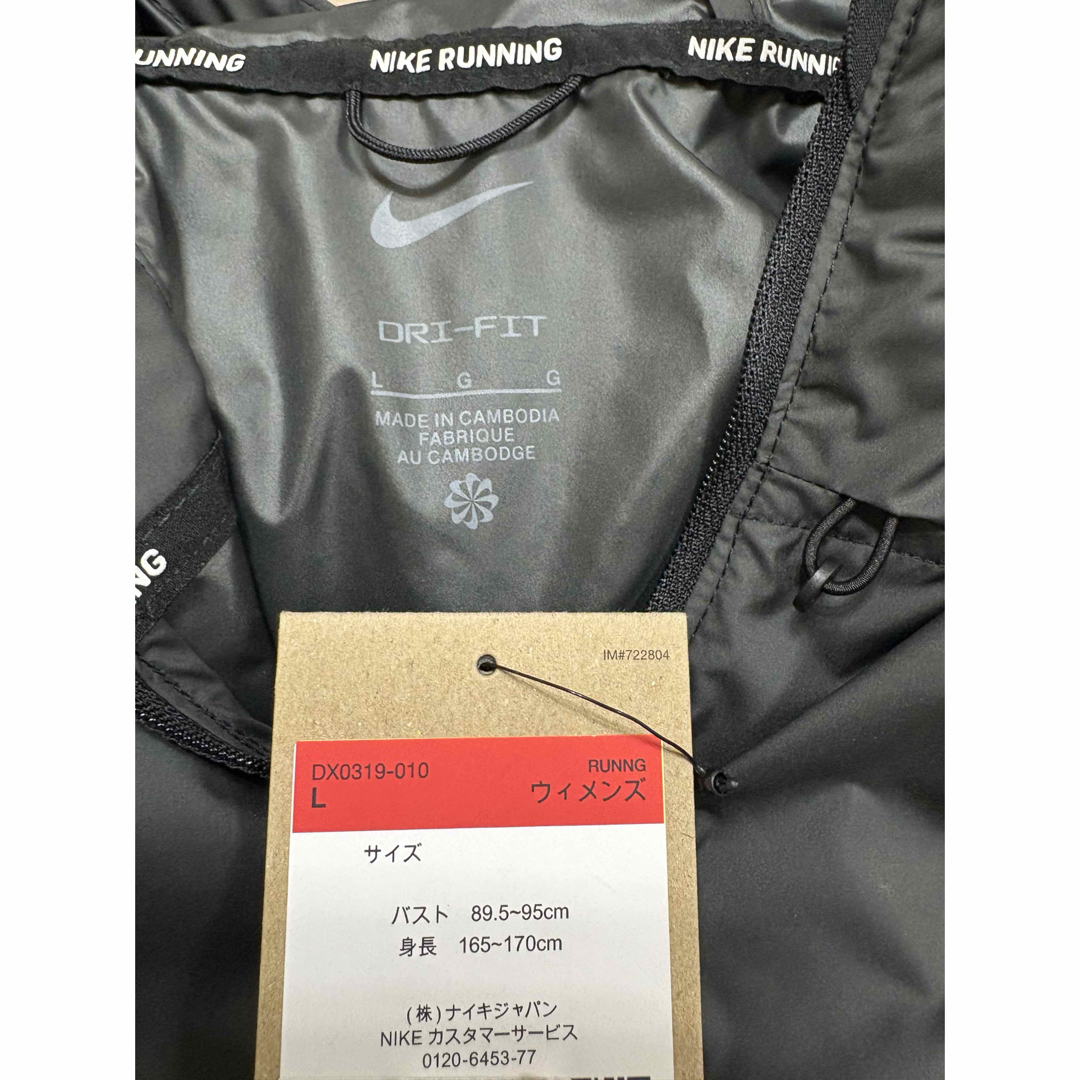 UNNING NIKE RUNNING NIKE RUNNING
DRI-FIT
L G G
MADE IN CAMBODIA
FABRIQUE
AU CAMBODGE
NG
IM#722804
DX0319-010 RUNNG
L ウィメンズ
サイズ
バスト 89.5~95cm
身長 165~170cm
(株)ナイキジャパン
NIKE カスタマーサービス
0120-6453-77